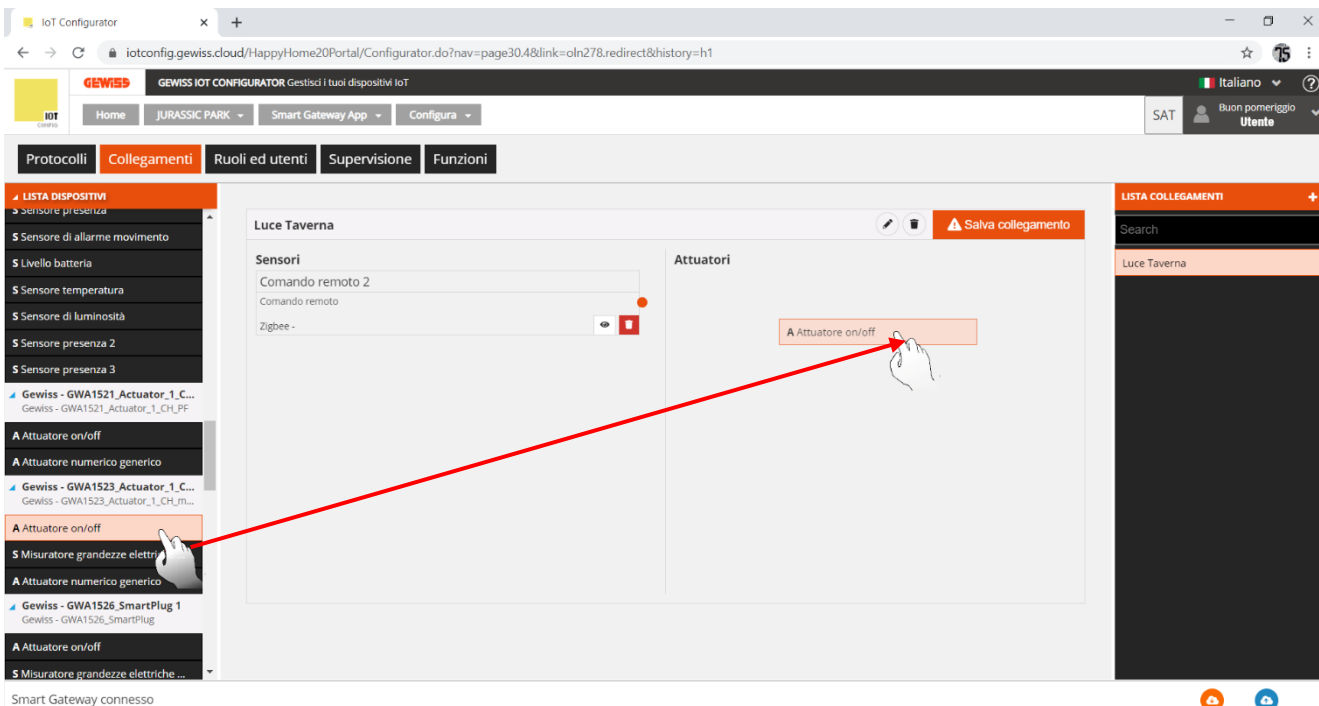 IoT Configurator
iotconfig.gewiss.cloud/HappyHome20Portal/Configurator.do?nav=page30.4&link=oln278.redirect&history=h1
GEWISS
GEWISS IOT CONFIGURATOR Gestisci i tuoi dispositivi IoT
Italiano
IOT
CONFIG
Home
JURASSIC PARK
Smart Gateway App
Configura
SAT
Buon pomeriggio
Utente
Protocolli
Collegamenti
Ruoli ed utenti
Supervisione
Funzioni
LISTA DISPOSITIVI
S Sensore presenza
S Sensore di allarme movimento
S Livello batteria
S Sensore temperatura
S Sensore di luminosità
S Sensore presenza 2
S Sensore presenza 3
Gewiss - GWA1521_Actuator_1_C...
Gewiss - GWA1521_Actuator_1_CH_PF
A Attuatore on/off
A Attuatore numerico generico
Gewiss - GWA1523_Actuator_1_C...
Gewiss - GWA1523_Actuator_1_CH_m...
A Attuatore on/off
S Misuratore grandezze elettri
A Attuatore numerico generico
Gewiss - GWA1526_SmartPlug 1
Gewiss - GWA1526_SmartPlug
A Attuatore on/off
S Misuratore grandezze elettriche ...
Luce Taverna
Salva collegamento
Sensori
Comando remoto 2
Comando remoto
Zigbee -
Attuatori
A Attuatore on/off
LISTA COLLEGAMENTI
Search
Luce Taverna
Smart Gateway connesso